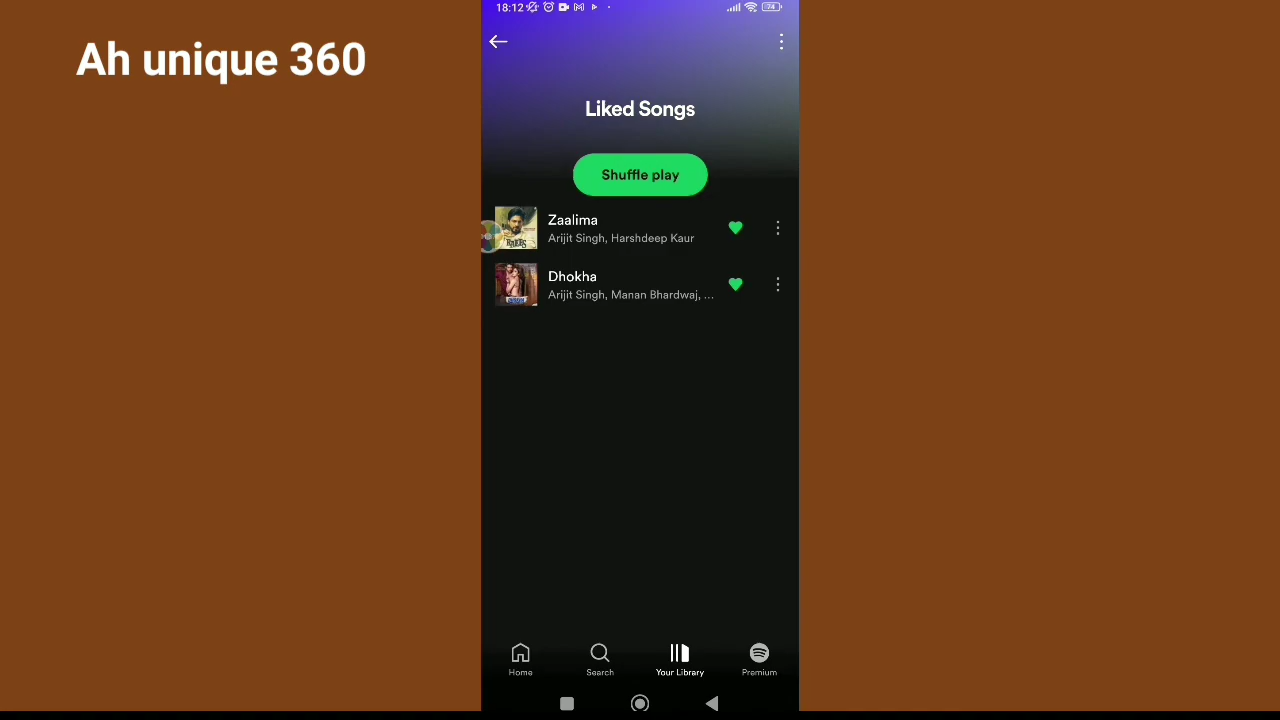 Ah unique 360
18:12
74
Liked Songs
Shuffle play
Zaalima
Arijit Singh, Harshdeep Kaur
Dhokha
Arijit Singh, Manan Bhardwaj, ...
Home
Search
Your Library
Premium